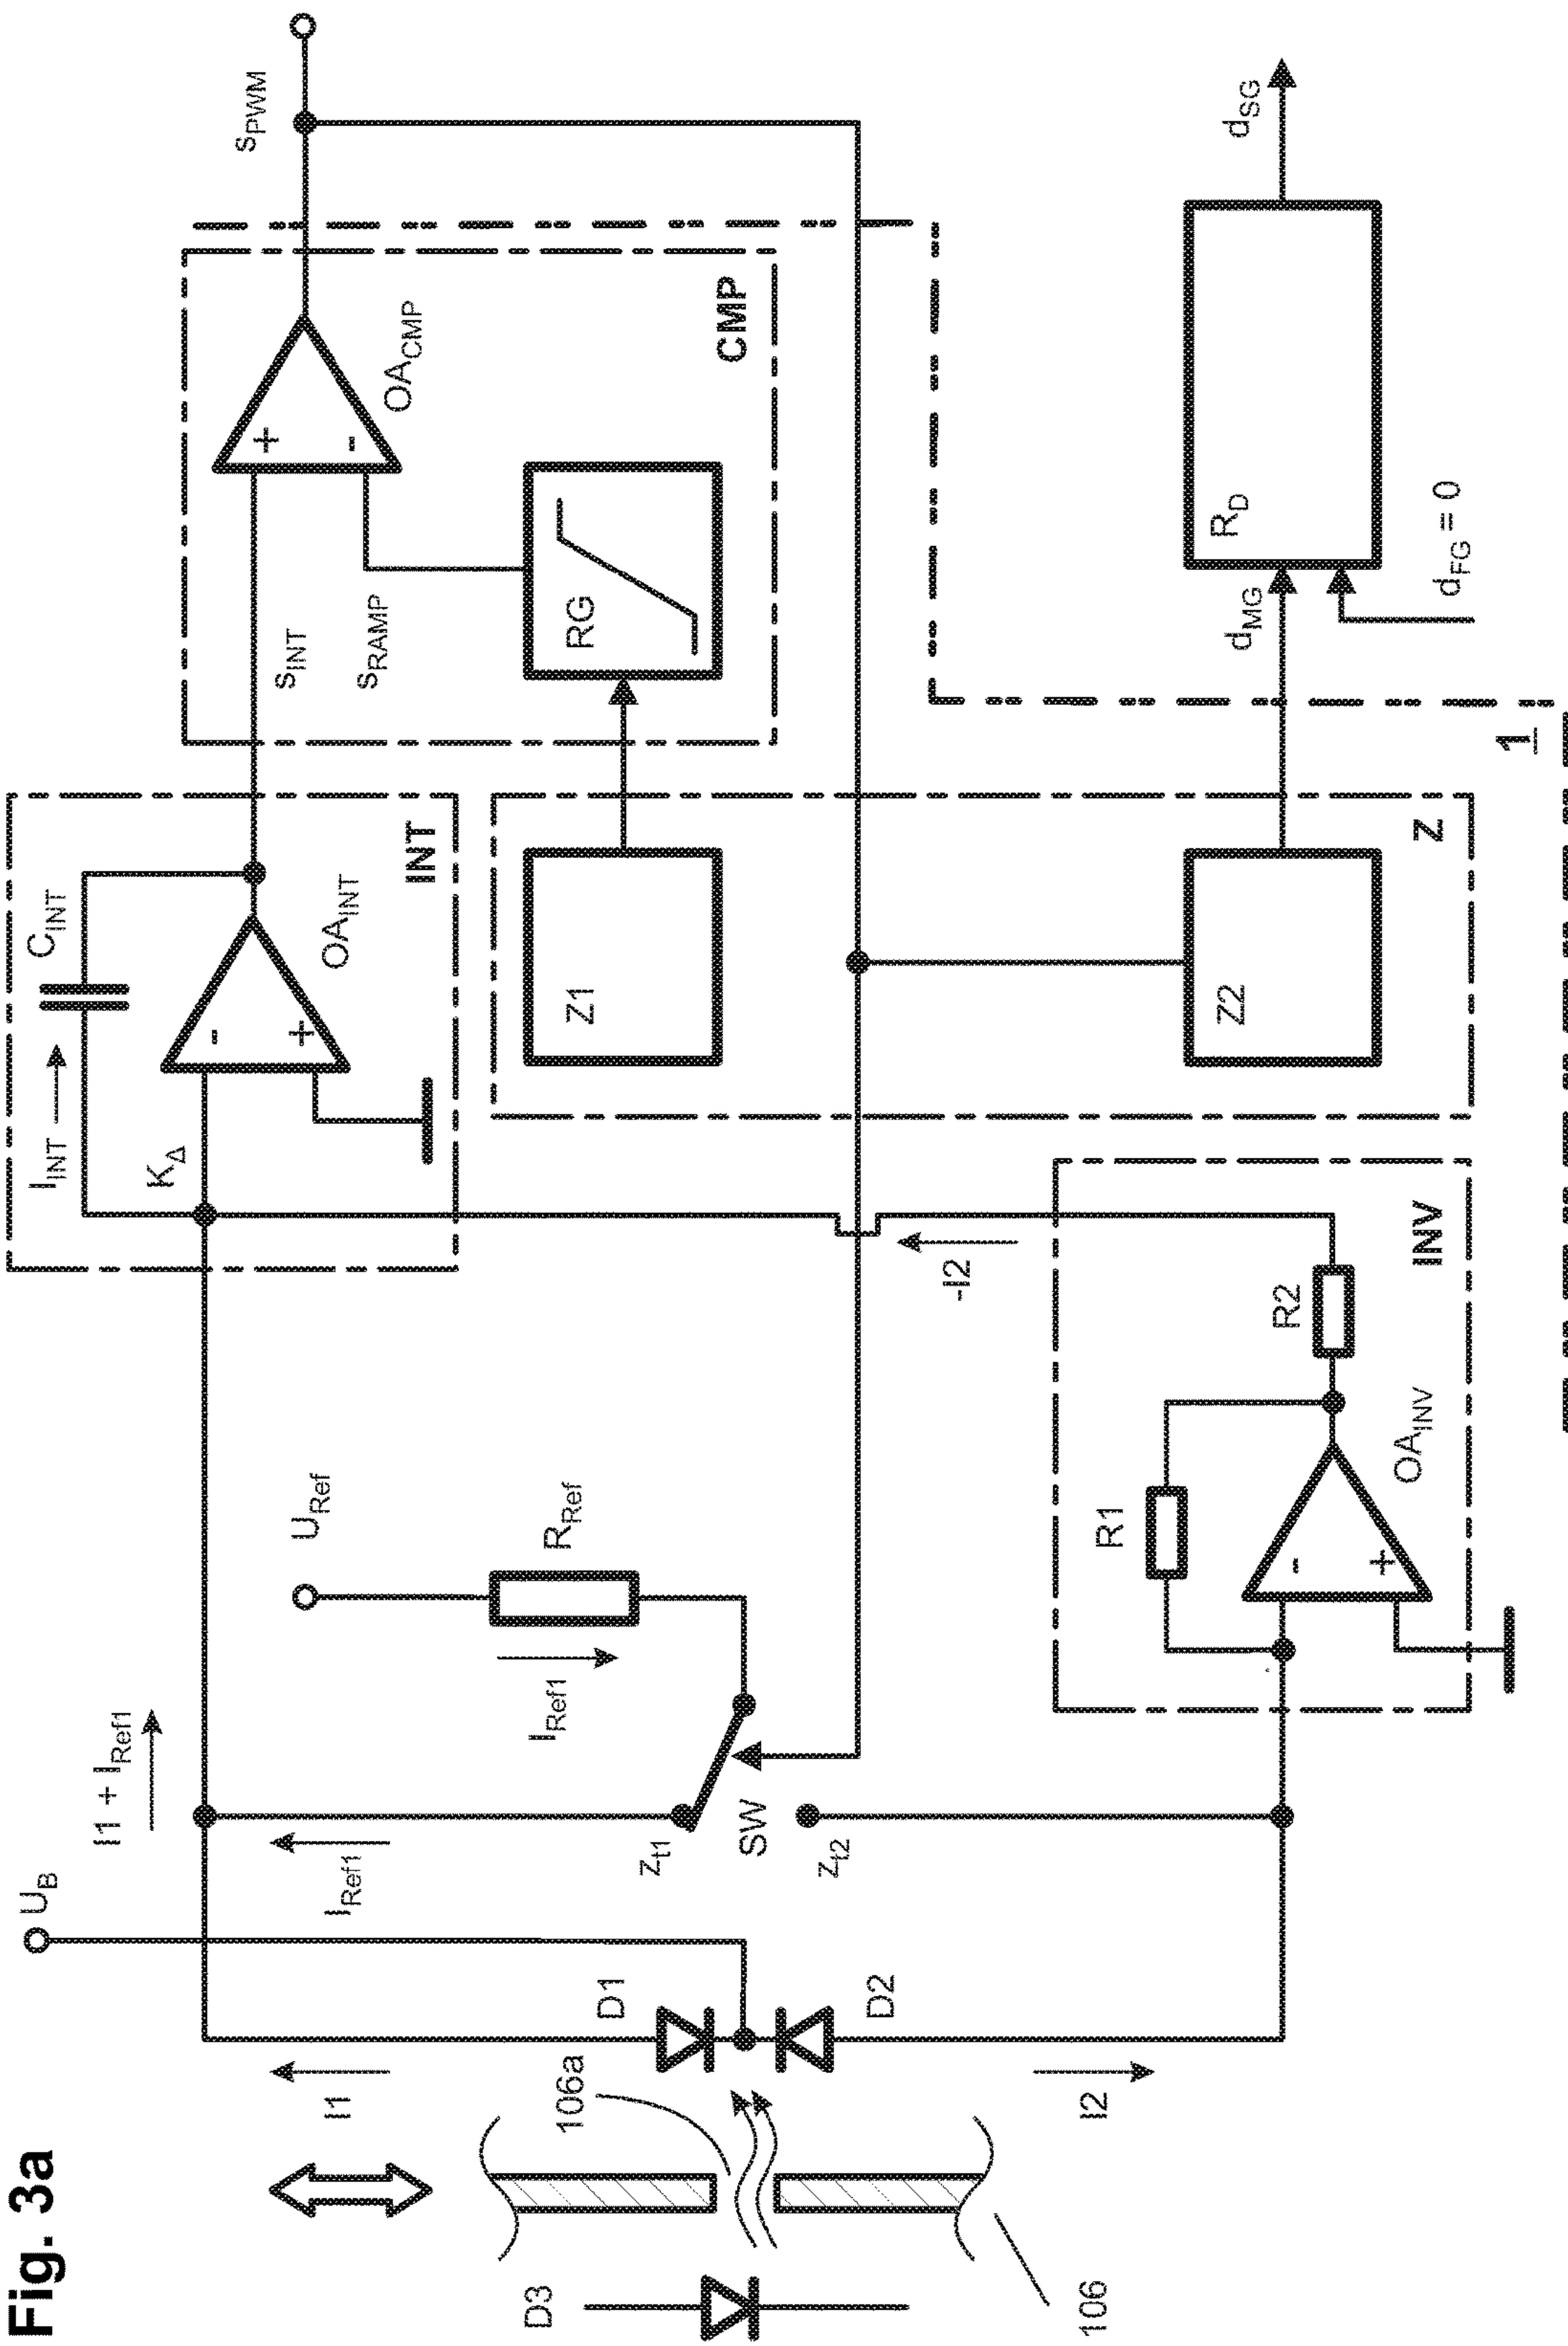 Fig. 3a
D3
106
106a
I1
I2
D1
D2
U_B
I1 + I_Ref1
I_Ref1
z_t1
SW
z_t2
I_Ref1
U_Ref
R_Ref
R1
R2
OA_INV
-
+
INV
-I2
K_Δ
I_INT
C_INT
-
+
OA_INT
INT
Z1
Z2
Z
s_INT
s_RAMP
RG
+
-
OA_CMP
CMP
s_PWM
1
d_MG
d_FG = 0
R_D
d_SG